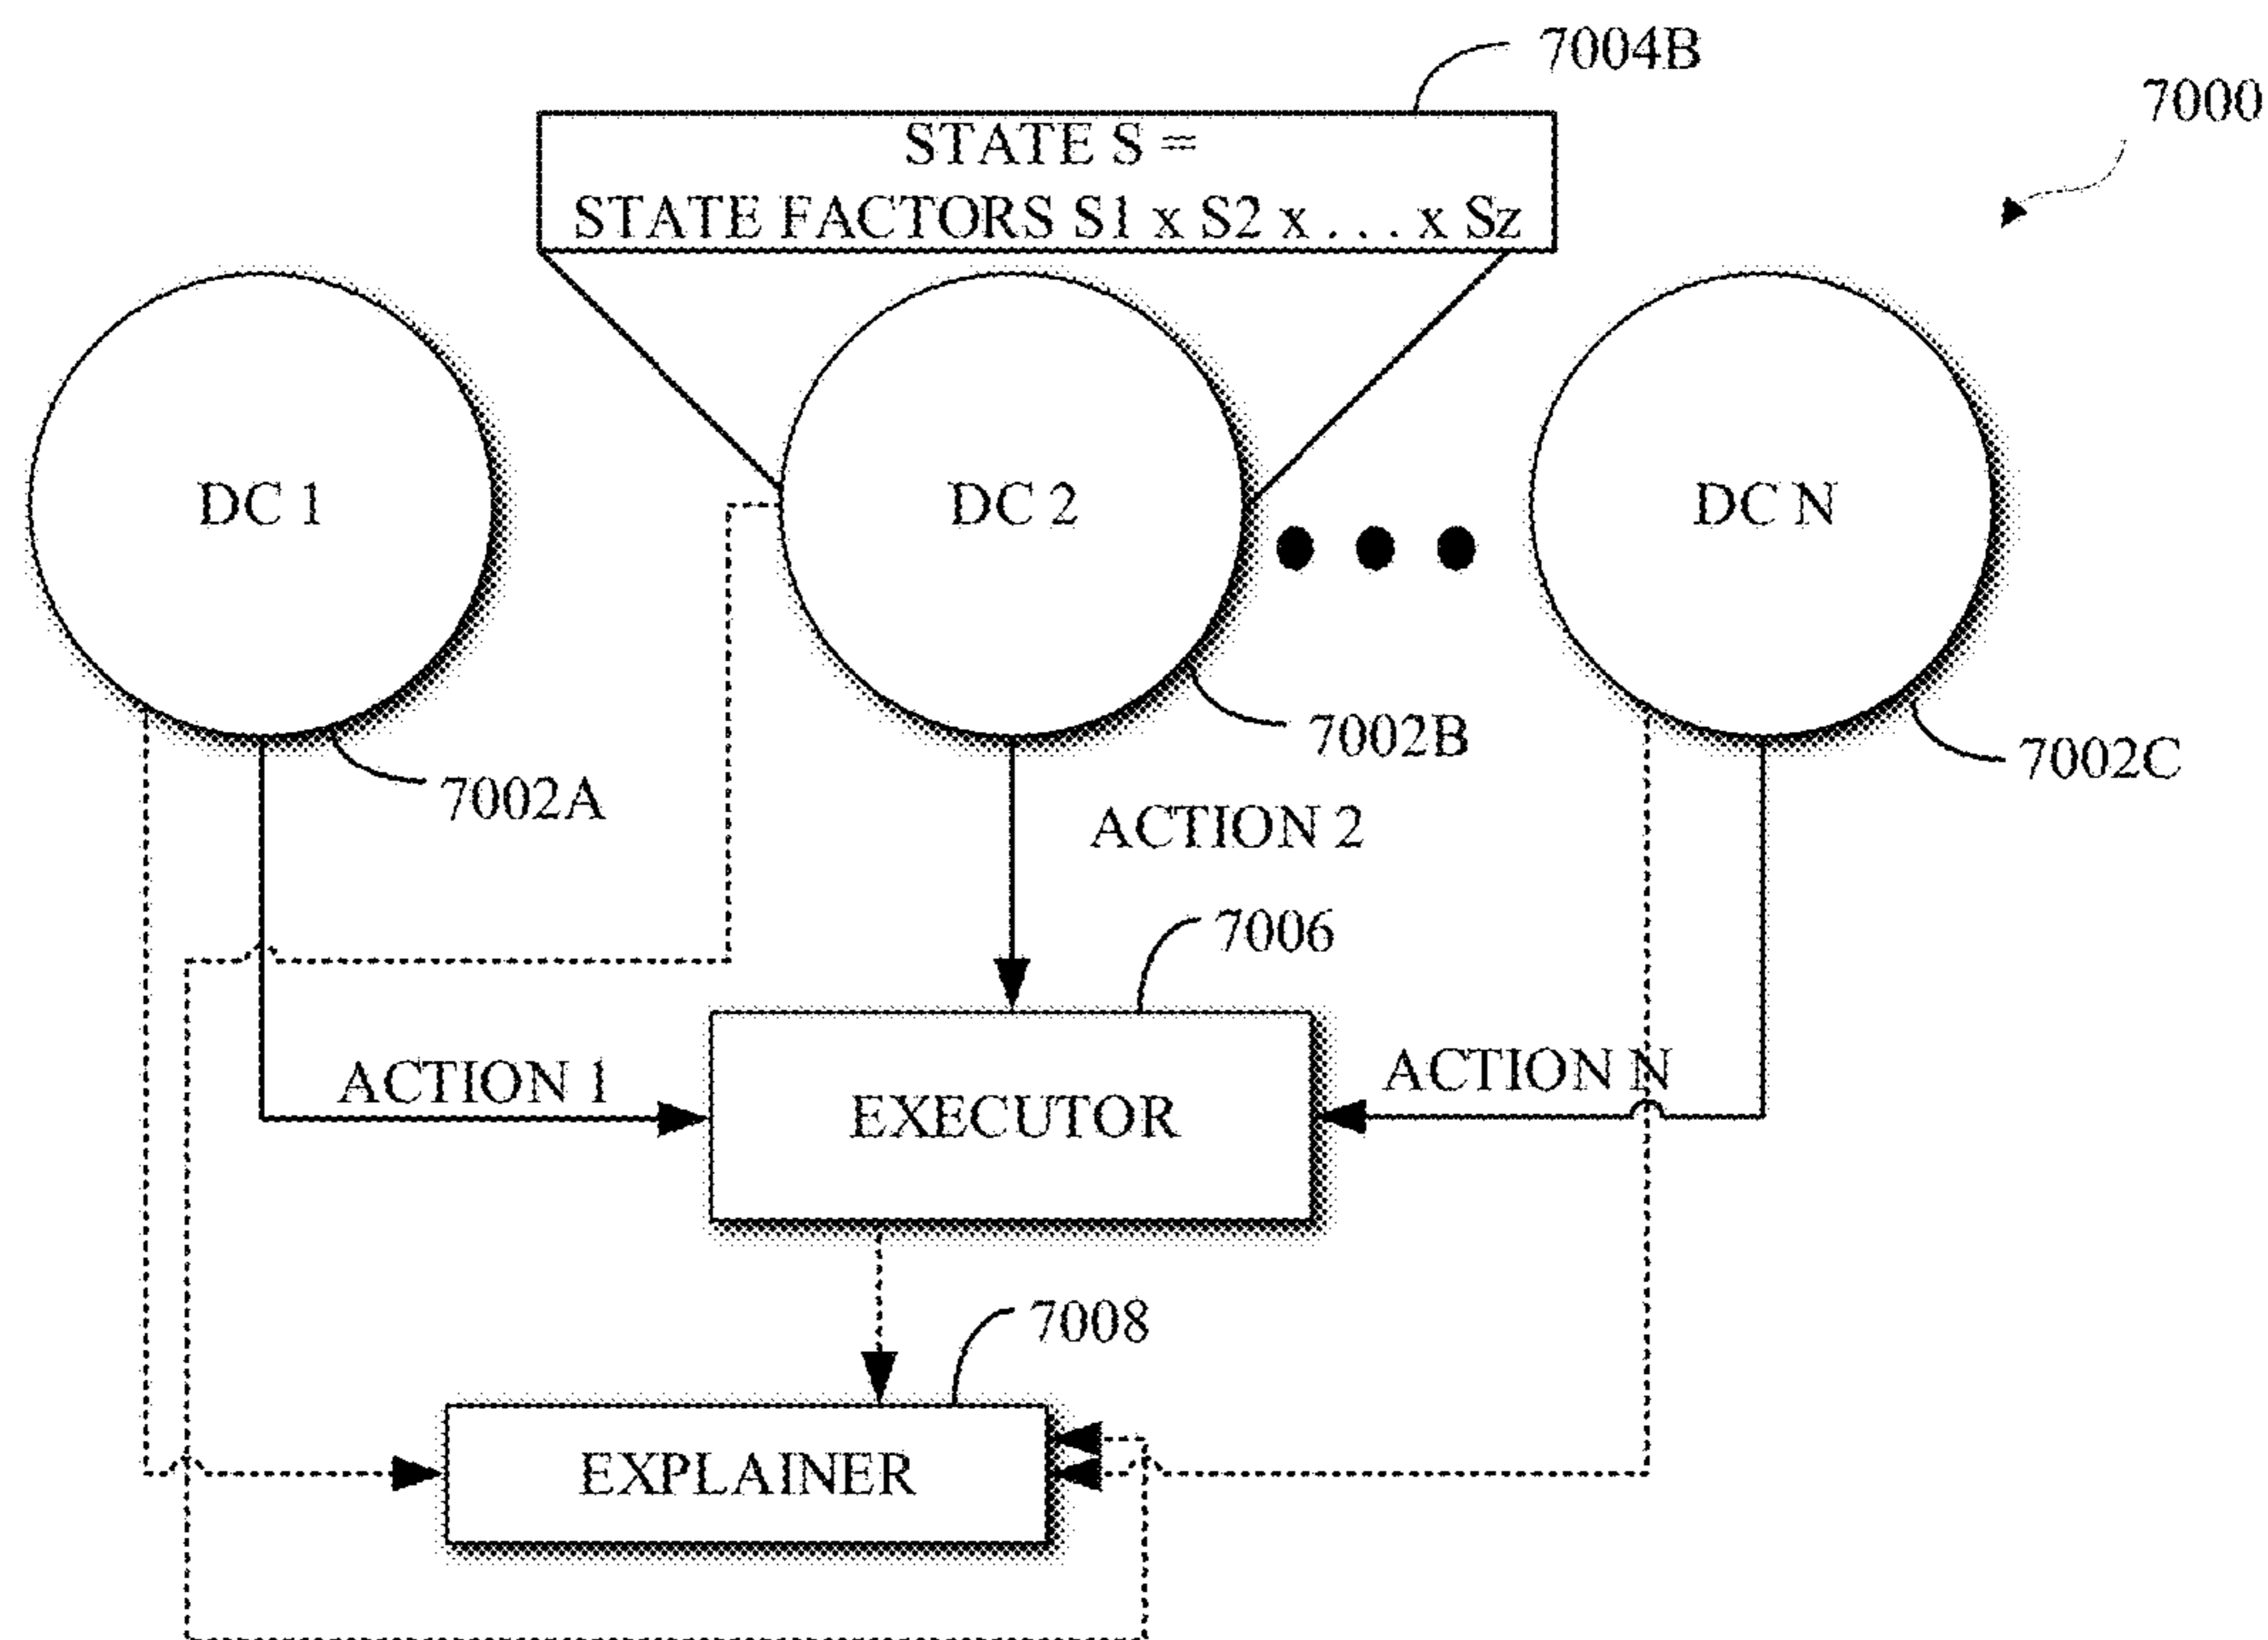 7004B
7000
STATE S =
STATE FACTORS S1 x S2 x . . . x Sz
DC 1
DC 2
DC N
7002B
7002C
7002A
ACTION 2
7006
ACTION 1
ACTION N
EXECUTOR
7008
EXPLAINER